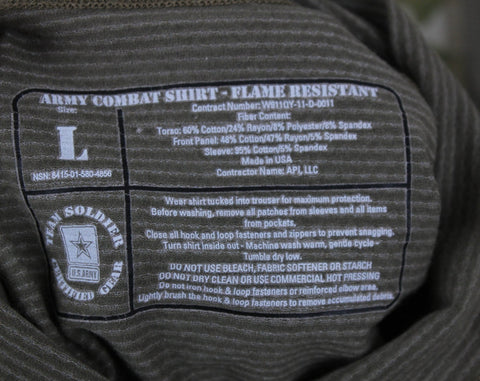 ARMY COMBAT SHIRT - FLAME RESISTANT
Size:
L
NSN: 8415-01-580-4856
Contract Number: W911QY-11-D-0011
Fiber Content:
Torso: 60% Cotton/24% Rayon/8% Polyester/8% Spandex
Front Panel: 48% Cotton/47% Rayon/5% Spandex
Sleeve: 95% Cotton/5% Spandex
Made in USA
Contractor Name: API, LLC
TEAM SOLDIER
U.S. ARMY
CERTIFIED GEAR
Wear shirt tucked into trouser for maximum protection.
Before washing, remove all patches from sleeves and all items
from pockets.
Close all hook and loop fasteners and zippers to prevent snagging.
Turn shirt inside out - Machine wash warm, gentle cycle -
Tumble dry low.
DO NOT USE BLEACH, FABRIC SOFTENER OR STARCH
DO NOT DRY CLEAN OR USE COMMERCIAL HOT PRESSING
Do not iron hook & loop fasteners or reinforced elbow area.
Lightly brush the hook & loop fasteners to remove accumulated debris.